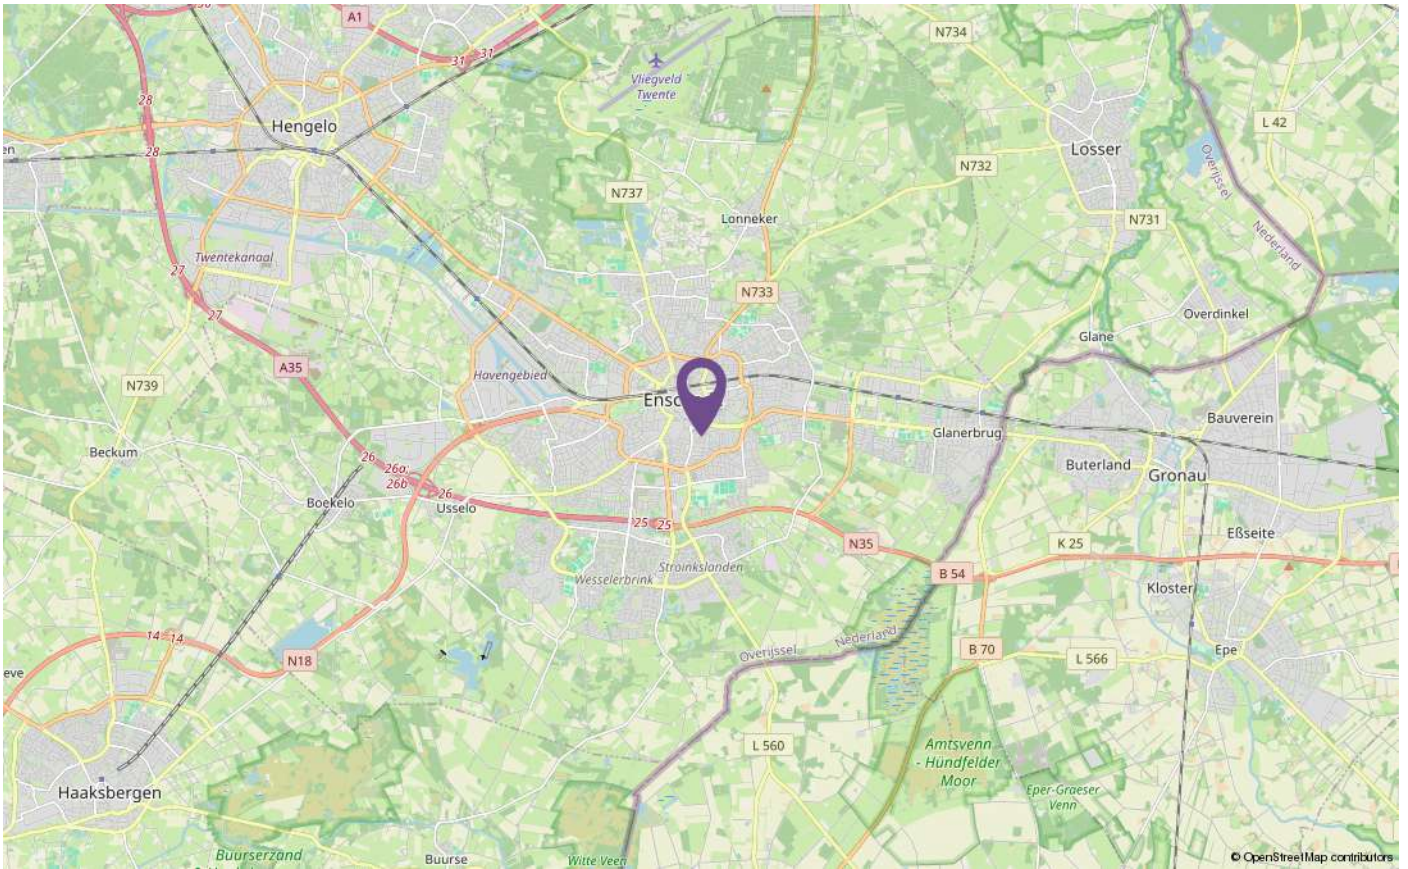 30
A1
31
31
N734
Vliegveld
Twente
28
L 42
Hengelo
28
en
Losser
Overijssel
N732
N737
Lonneker
N731
Nederland
Twentekanaal
27
N733
27
Overdinkel
Glane
A35
Havengebied
N739
Ensc
Bauverein
Glanerbrug
Beckum
26
26a;
26b
26
Buterland
Gronau
Boekelo
Usselo
25
25
Eßseite
N35
K 25
Stroinkslanden
Wesselerbrink
B 54
Kloster
14
14
Nederland
Overijssel
N18
B 70
L 566
Epe
eve
L 560
Amtsvenn
- Hündfelder
Moor
Eper-Graeser
Venn
Haaksbergen
Buurserzand
Buurse
Witte Veen
© OpenStreetMap contributors